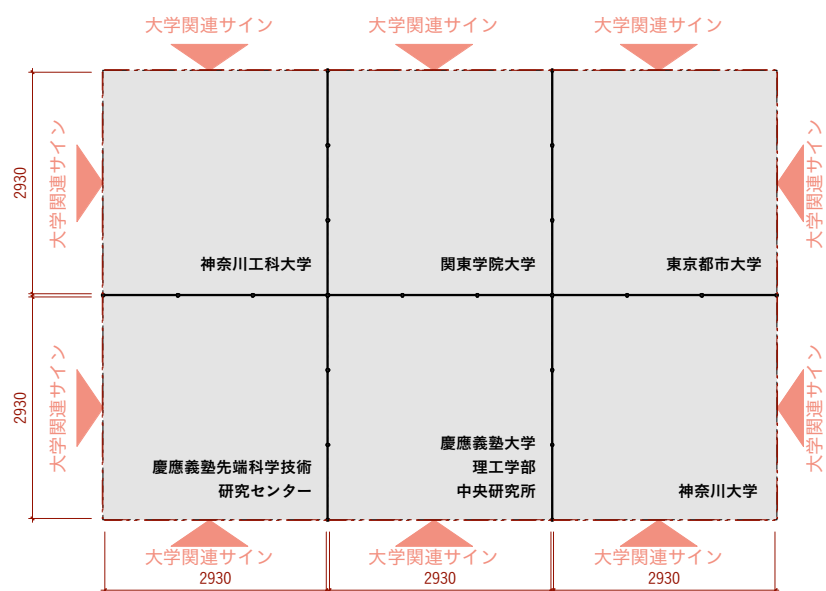 大学関連サイン
大学関連サイン
大学関連サイン
2930
大学関連サイン
大学関連サイン
神奈川工科大学
関東学院大学
東京都市大学
2930
大学関連サイン
大学関連サイン
慶應義塾先端科学技術
研究センター
慶應義塾大学
理工学部
中央研究所
神奈川大学
大学関連サイン
大学関連サイン
大学関連サイン
2930
2930
2930